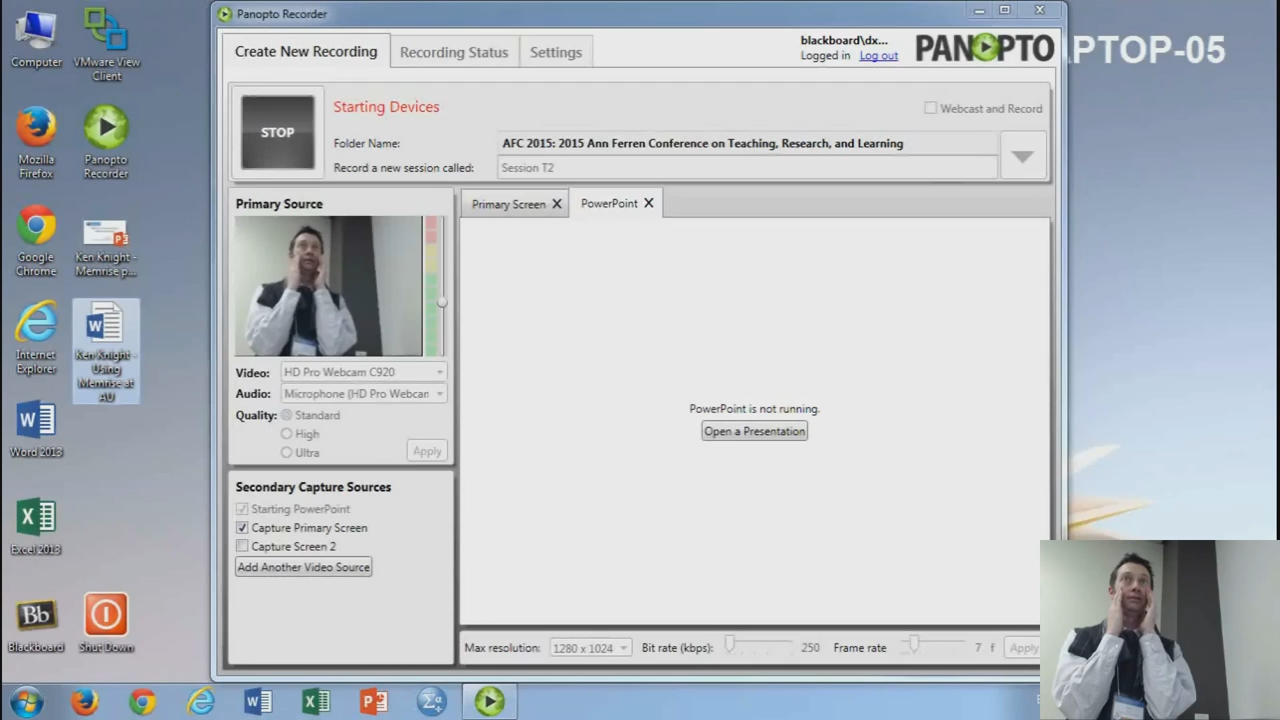 Panopto Recorder
Create New Recording
Recording Status
Settings
blackboard\dx...
Logged in Log out
PANOPTO
PTOP-05
STOP
Starting Devices
Webcast and Record
Folder Name:
AFC 2015: 2015 Ann Ferren Conference on Teaching, Research, and Learning
Record a new session called:
Session T2
Primary Source
Primary Screen
PowerPoint
Video:
HD Pro Webcam C920
Audio:
Microphone (HD Pro Webcan
Quality:
Standard
High
Ultra
Apply
PowerPoint is not running.
Open a Presentation
Secondary Capture Sources
Starting PowerPoint
Capture Primary Screen
Capture Screen 2
Add Another Video Source
Max resolution:
1280 x 1024
Bit rate (kbps):
250
Frame rate
7 f
Apply
Computer
VMware View
Client
Mozilla
Firefox
Panopto
Recorder
Google
Chrome
Ken Knight -
Memrise p...
Internet
Explorer
Ken Knight -
Using
Memrise at
AU
Word 2013
Excel 2013
Bb
Blackboard
Shut Down